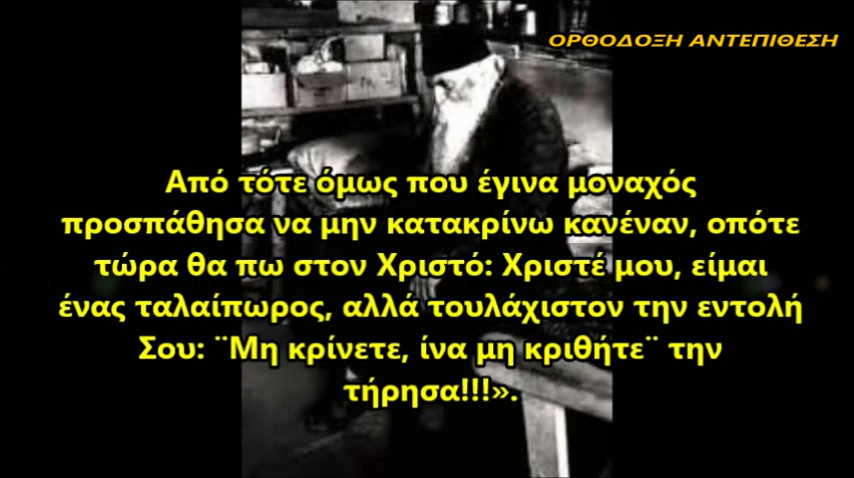 ΟΡΘΟΔΟΞΗ ΑΝΤΕΠΙΘΕΣΗ
Από τότε όμως που έγινα μοναχός
προσπάθησα να μην κατακρίνω κανέναν, οπότε
τώρα θα πω στον Χριστό: Χριστέ μου, είμαι
ένας ταλαίπωρος, αλλά τουλάχιστον την εντολή
Σου: ¨Μη κρίνετε, ίνα μη κριθήτε¨ την
τήρησα!!!».